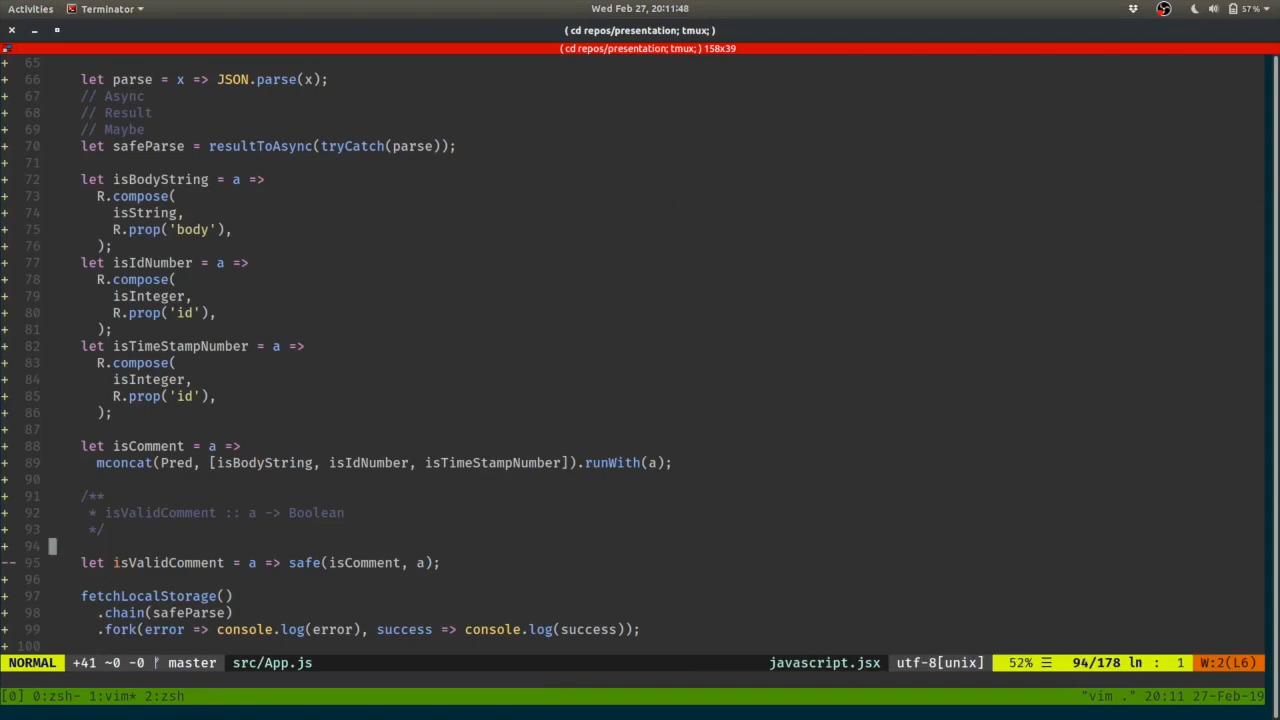 Activities Terminator Wed Feb 27, 20:11:48 57 %
( cd repos/presentation; tmux; )
( cd repos/presentation; tmux; ) 158x39
+ 65
+ 66 let parse = x => JSON.parse(x);
+ 67 // Async
+ 68 // Result
+ 69 // Maybe
+ 70 let safeParse = resultToAsync(tryCatch(parse));
+ 71
+ 72 let isBodyString = a =>
+ 73 R.compose(
+ 74 isString,
+ 75 R.prop('body'),
+ 76 );
+ 77 let isIdNumber = a =>
+ 78 R.compose(
+ 79 isInteger,
+ 80 R.prop('id'),
+ 81 );
+ 82 let isTimeStampNumber = a =>
+ 83 R.compose(
+ 84 isInteger,
+ 85 R.prop('id'),
+ 86 );
+ 87
+ 88 let isComment = a =>
+ 89 mconcat(Pred, [isBodyString, isIdNumber, isTimeStampNumber]).runWith(a);
+ 90
+ 91 /**
+ 92 * isValidComment :: a -> Boolean
+ 93 */
+ 94
-- 95 let isValidComment = a => safe(isComment, a);
+ 96
+ 97 fetchLocalStorage()
+ 98 .chain(safeParse)
+ 99 .fork(error => console.log(error), success => console.log(success));
+ 100
NORMAL +41 ~0 -0 master src/App.js javascript.jsx utf-8[unix] 52% ☰ 94/178 ln : 1 W:2(L6)
[0] 0:zsh- 1:vim* 2:zsh "vim ." 20:11 27-Feb-19